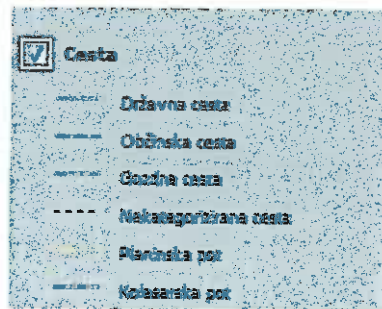 Cesta
Državna cesta
Občinska cesta
Gozdna cesta
Nekategorizirana cesta
Planinska pot
Kolesarska pot